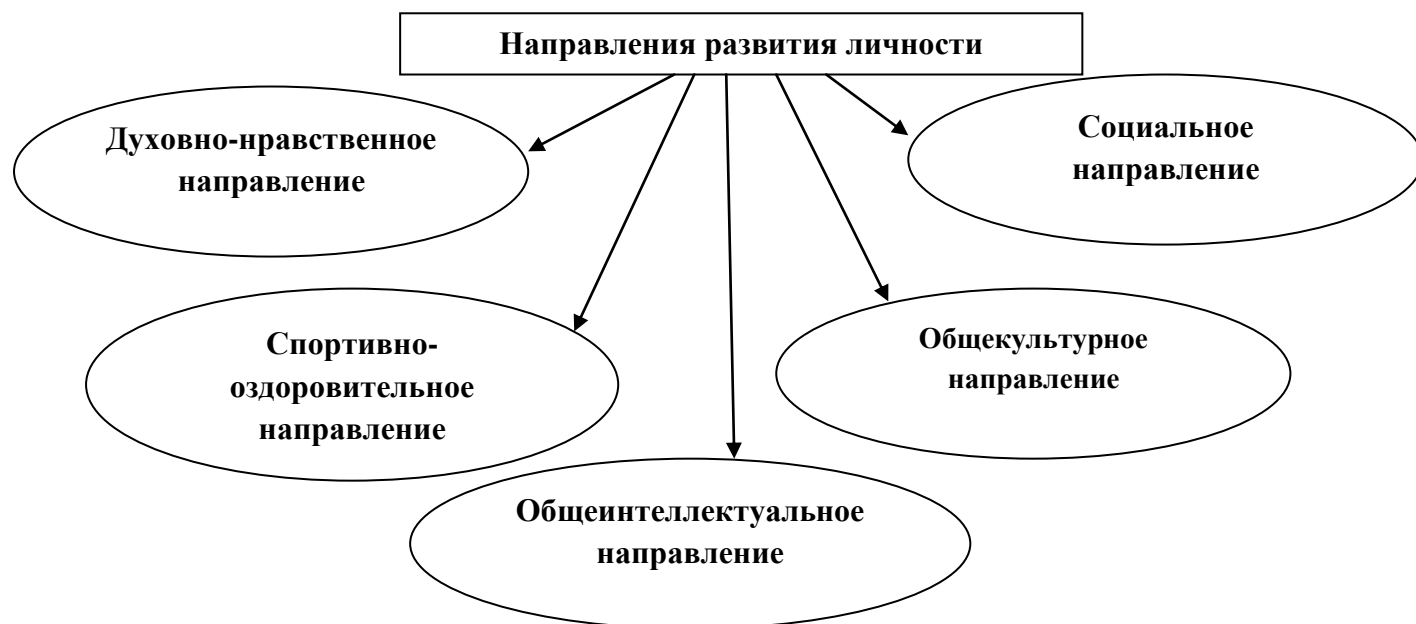 Направления развития личности
Духовно-нравственное
направление
Социальное
направление
Спортивно-
оздоровительное
направление
Общекультурное
направление
Общеинтеллектуальное
направление